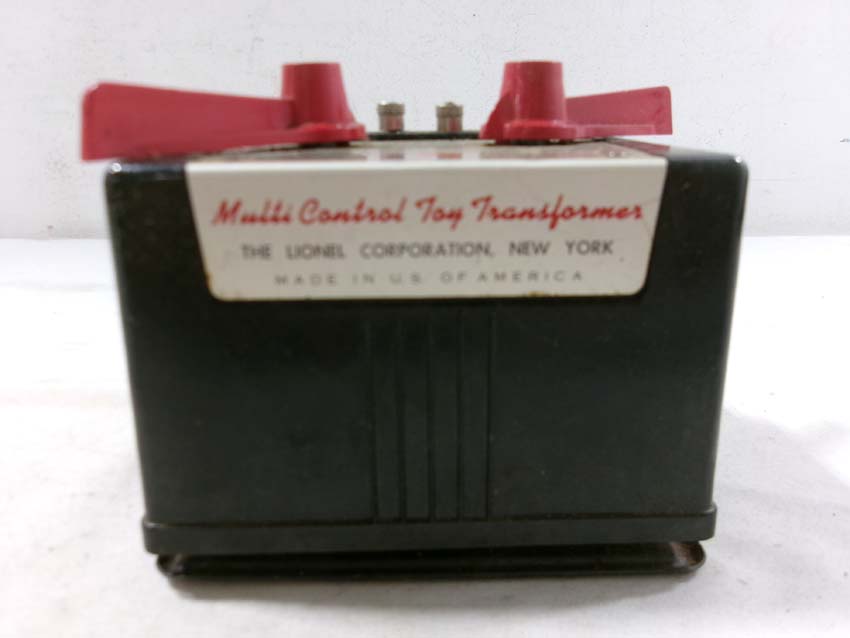 Multi Control Toy Transformer
THE LIONEL CORPORATION, NEW YORK
MADE IN U.S. OF AMERICA